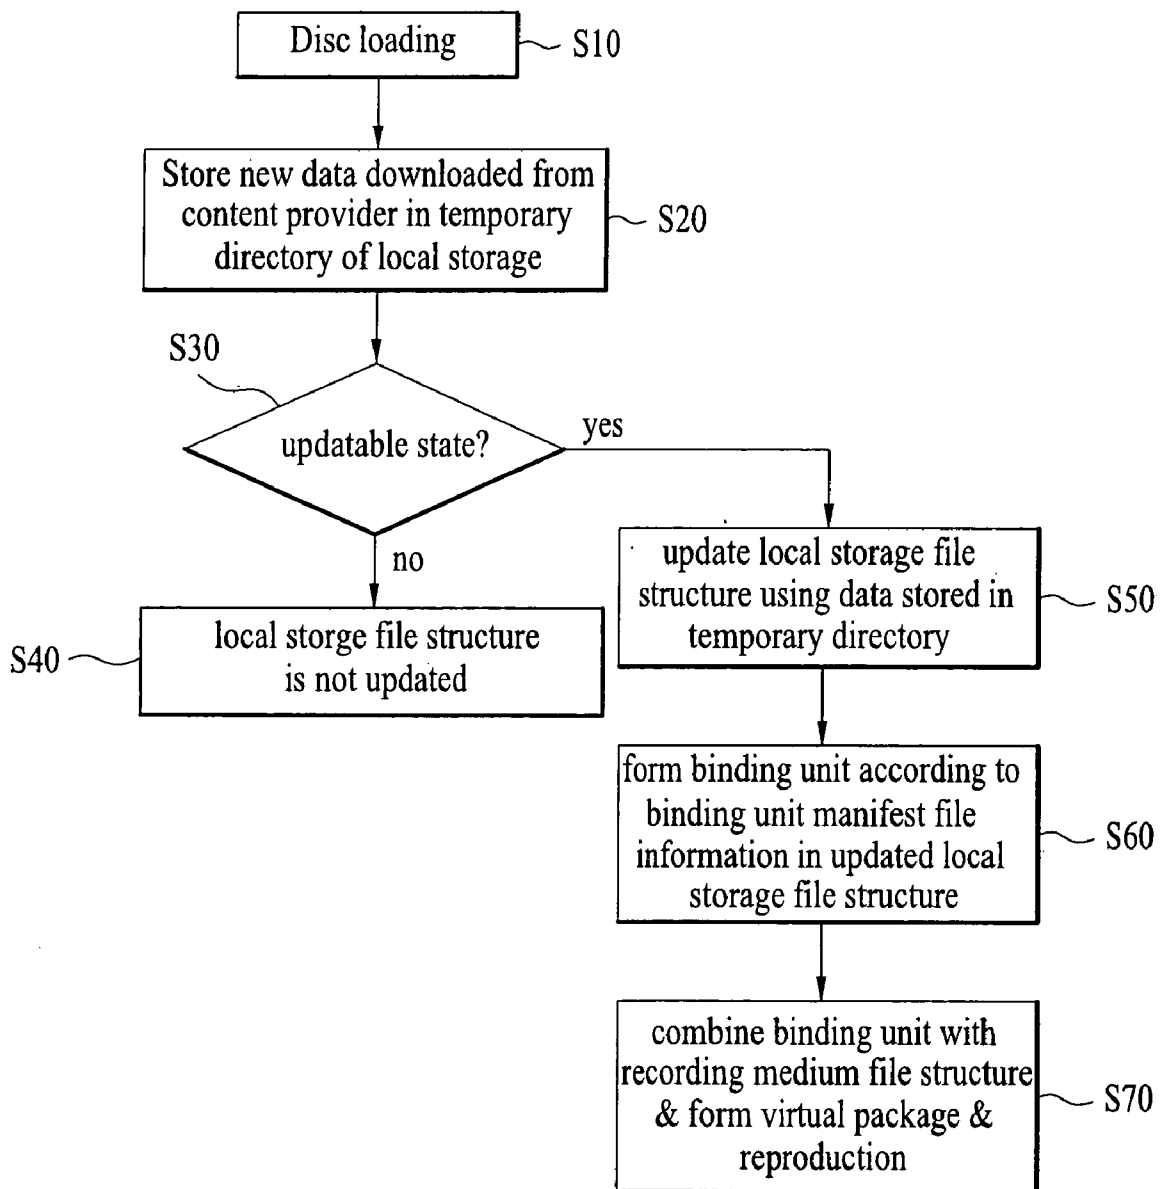 Disc loading
S10
Store new data downloaded from
content provider in temporary
directory of local storage
S20
S30
updatable state?
yes
no
local storge file structure
is not updated
S40
update local storage file
structure using data stored in
temporary directory
S50
form binding unit according to
binding unit manifest file
information in updated local
storage file structure
S60
combine binding unit with
recording medium file structure
& form virtual package &
reproduction
S70